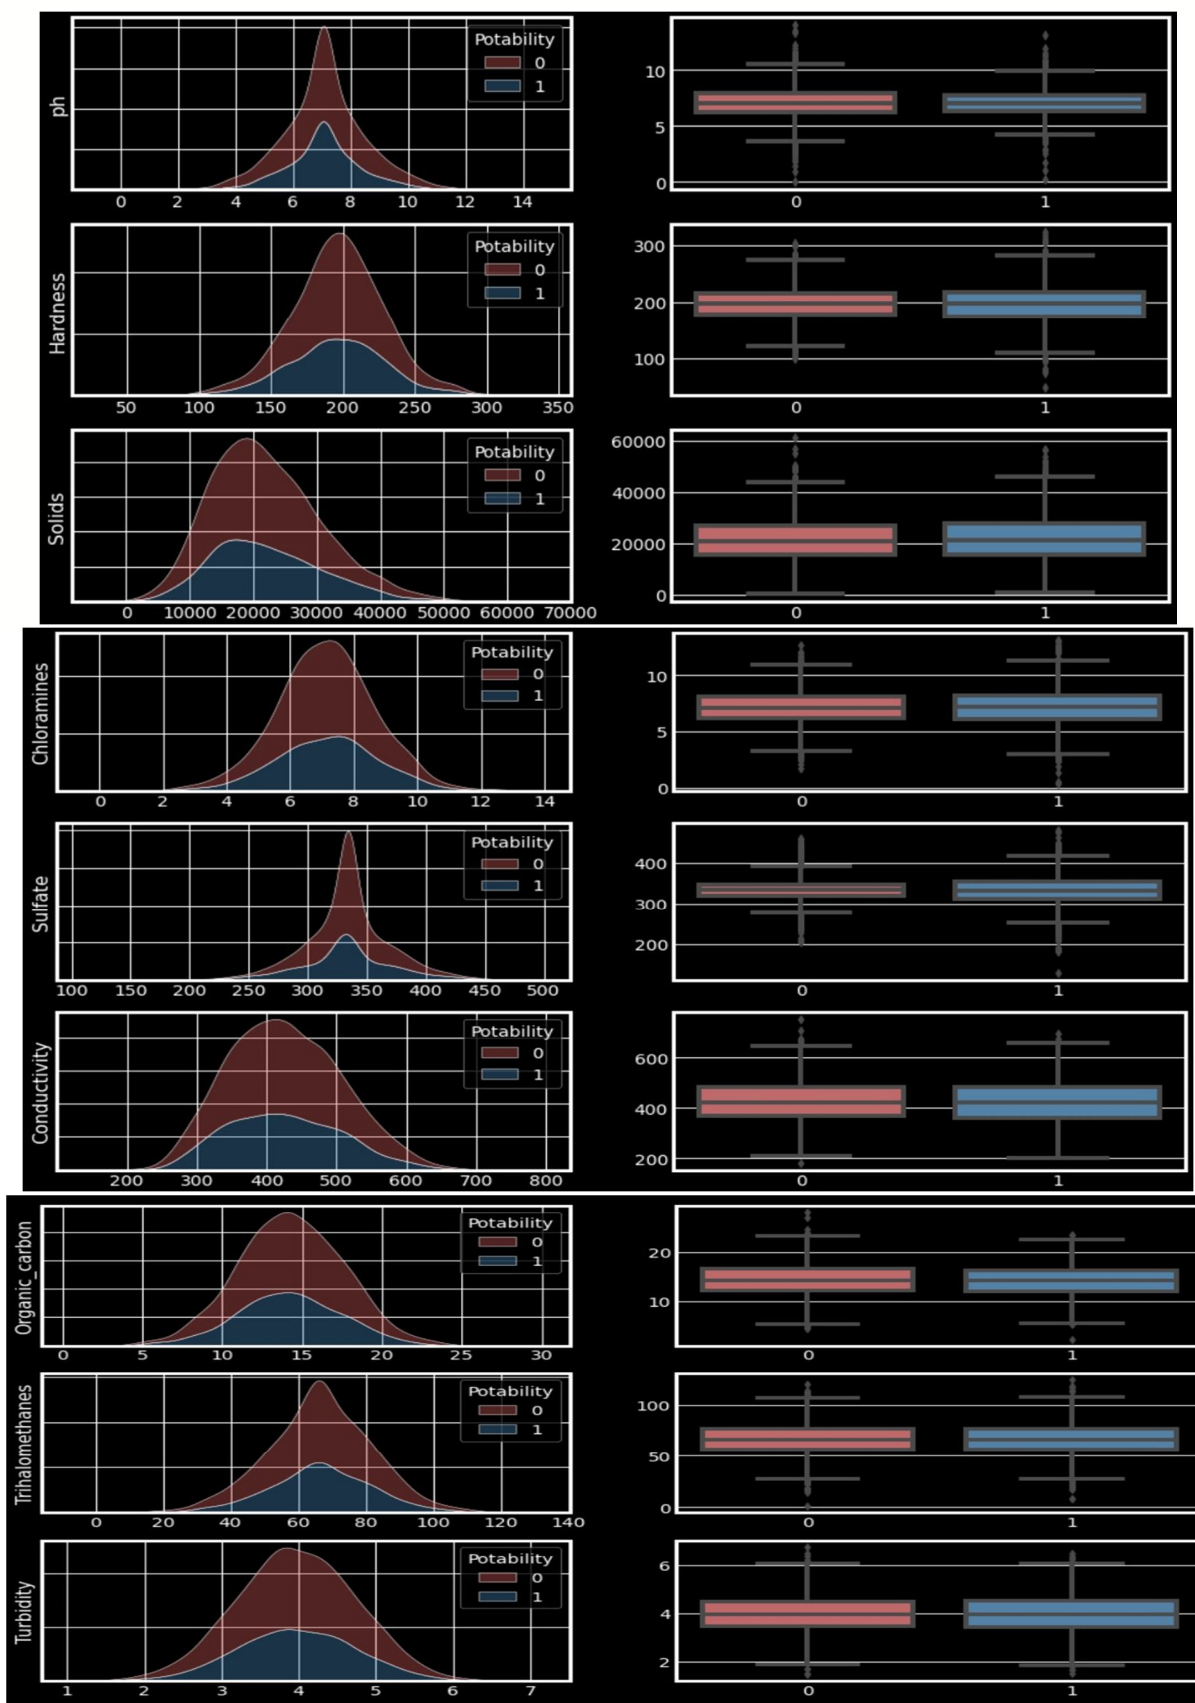 Potability
0
1
ph
0 2 4 6 8 10 12 14
10
5
0
0 1
Potability
0
1
Hardness
50 100 150 200 250 300 350
300
200
100
0 1
Potability
0
1
Solids
0 10000 20000 30000 40000 50000 60000 70000
60000
40000
20000
0
0 1
Potability
0
1
Chloramines
0 2 4 6 8 10 12 14
10
5
0
0 1
Potability
0
1
Sulfate
100 150 200 250 300 350 400 450 500
400
300
200
0 1
Potability
0
1
Conductivity
200 300 400 500 600 700 800
600
400
200
0 1
Potability
0
1
Organic_carbon
0 5 10 15 20 25 30
20
10
0 1
Potability
0
1
Trihalomethanes
0 20 40 60 80 100 120 140
100
50
0
0 1
Potability
0
1
Turbidity
1 2 3 4 5 6 7
6
4
2
0 1